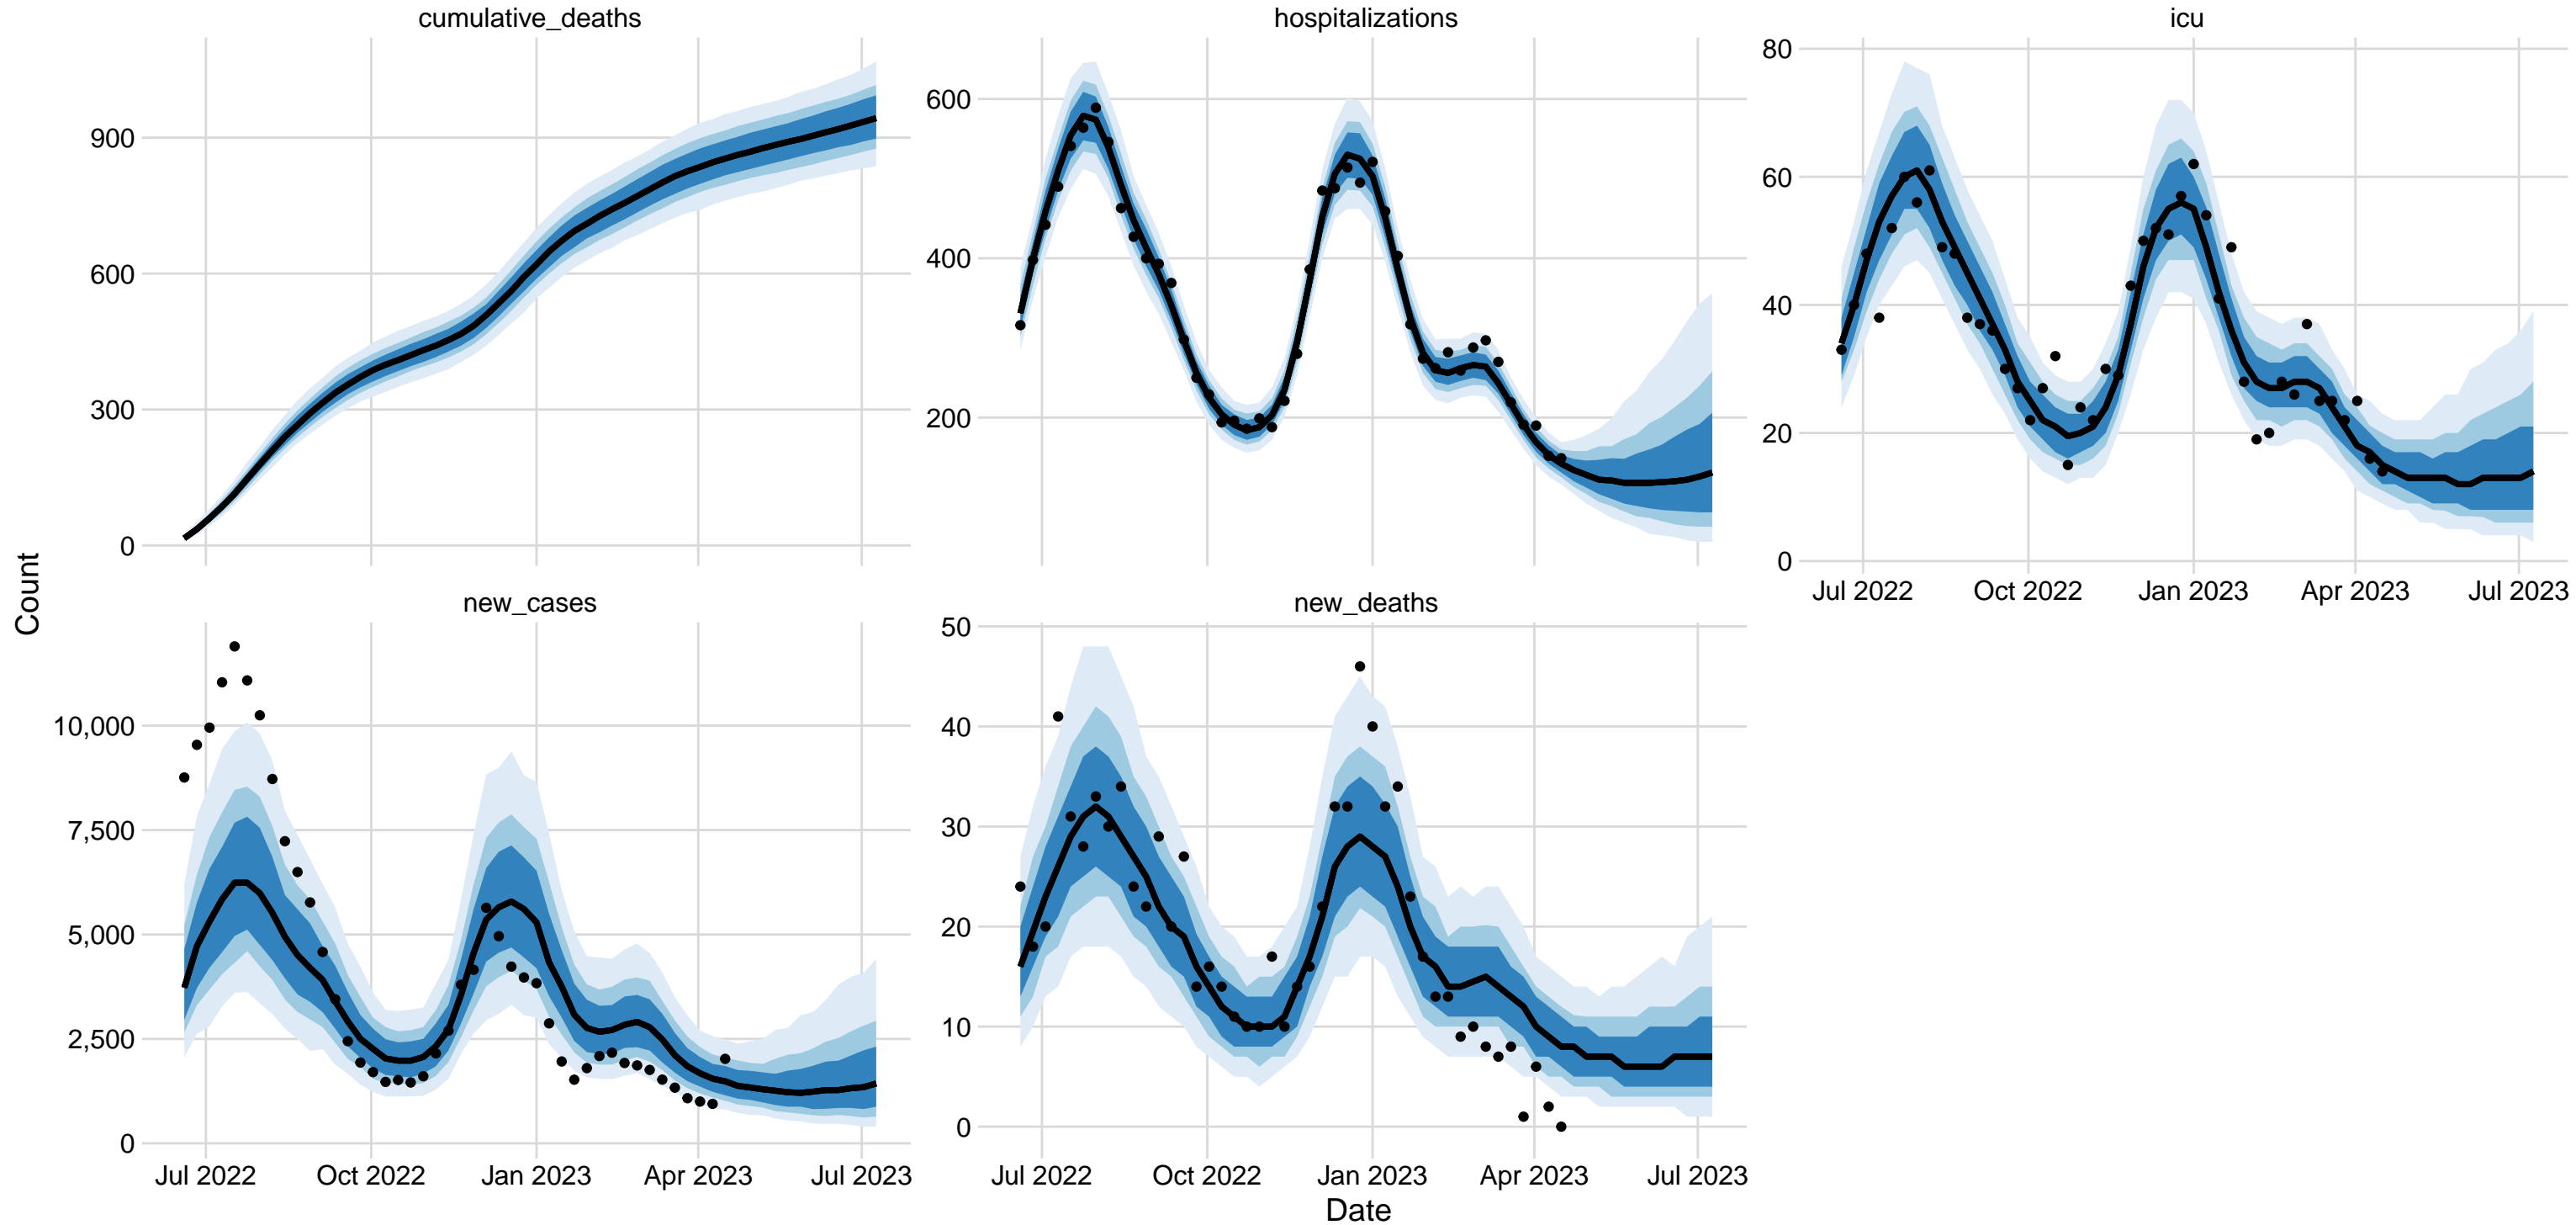 cumulative_deaths
hospitalizations
icu
900
600
300
0
600
400
200
80
60
40
20
0
Jul 2022
Oct 2022
Jan 2023
Apr 2023
Jul 2023
Count
new_cases
new_deaths
10,000
7,500
5,000
2,500
0
50
40
30
20
10
0
Jul 2022
Oct 2022
Jan 2023
Apr 2023
Jul 2023
Jul 2022
Oct 2022
Jan 2023
Apr 2023
Jul 2023
Date